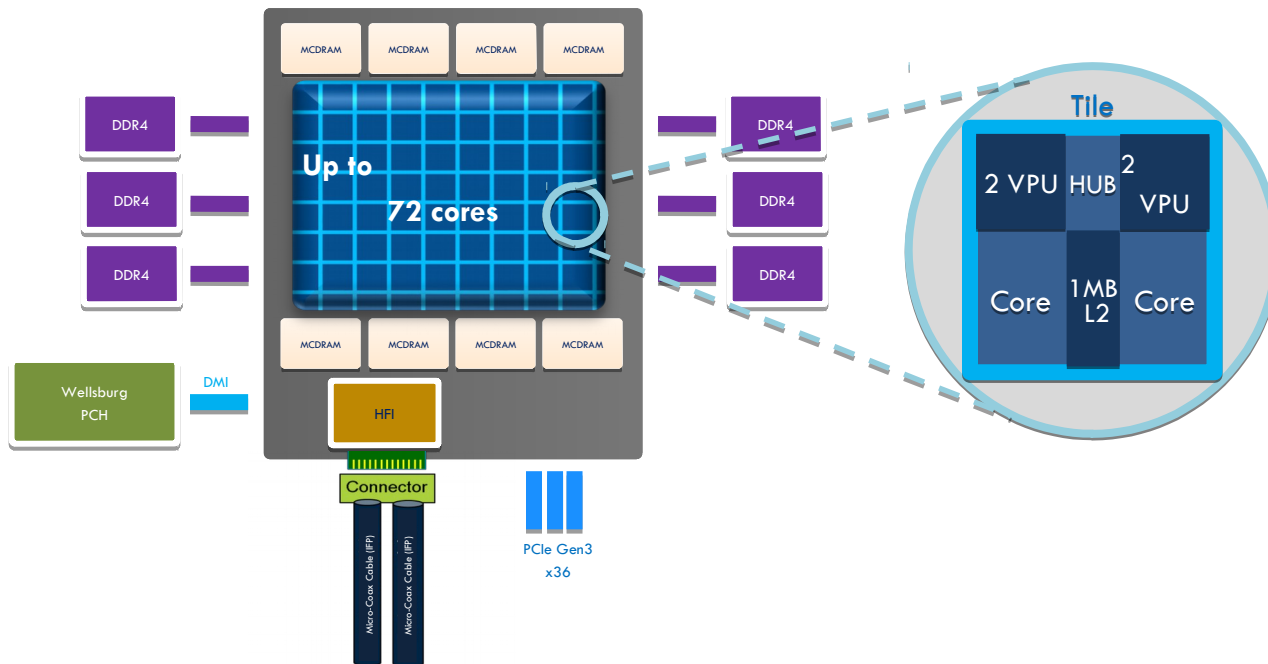 MCDRAM
MCDRAM
MCDRAM
MCDRAM
DDR4
DDR4
DDR4
Up to
72 cores
DDR4
DDR4
DDR4
MCDRAM
MCDRAM
MCDRAM
MCDRAM
Wellsburg
PCH
DMI
HFI
Connector
Micro-Coax Cable (IFP)
Micro-Coax Cable (IFP)
PCIe Gen3
x36
Tile
2 VPU
HUB
2
VPU
Core
1MB
L2
Core